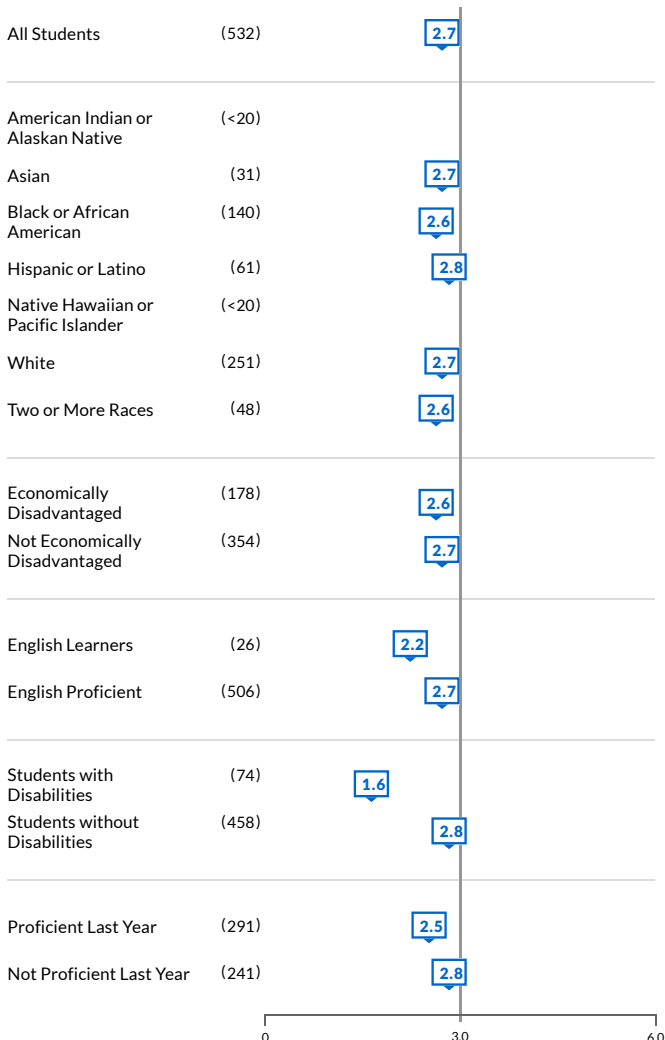 All Students (532) 2.7
American Indian or (<20)
Alaskan Native
Asian (31) 2.7
Black or African (140) 2.6
American
Hispanic or Latino (61) 2.8
Native Hawaiian or (<20)
Pacific Islander
White (251) 2.7
Two or More Races (48) 2.6
Economically (178) 2.6
Disadvantaged
Not Economically (354) 2.7
Disadvantaged
English Learners (26) 2.2
English Proficient (506) 2.7
Students with (74) 1.6
Disabilities
Students without (458) 2.8
Disabilities
Proficient Last Year (291) 2.5
Not Proficient Last Year (241) 2.8
0 3.0 6.0